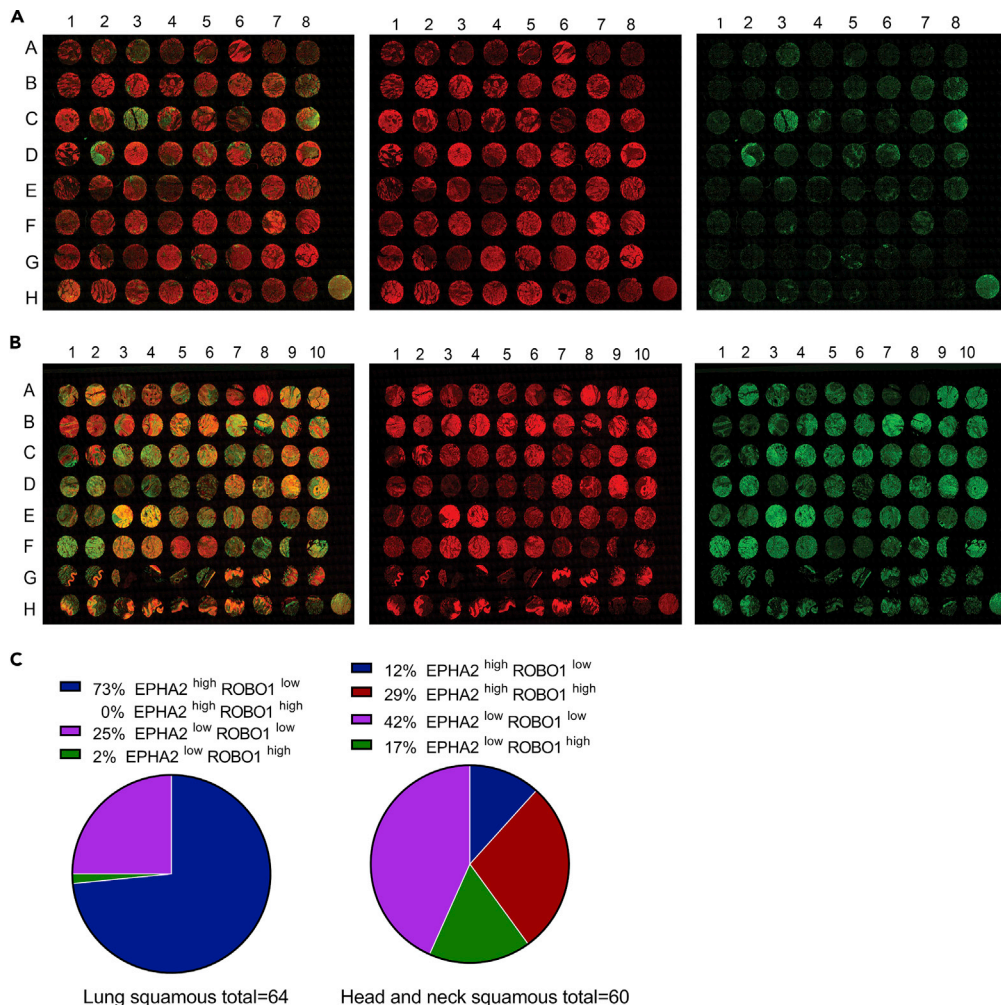 A
1 2 3 4 5 6 7 8
1 2 3 4 5 6 7 8
1 2 3 4 5 6 7 8
A
B
C
D
E
F
G
H
B
1 2 3 4 5 6 7 8 9 10
1 2 3 4 5 6 7 8 9 10
1 2 3 4 5 6 7 8 9 10
A
B
C
D
E
F
G
H
C
73% EPHA2 high ROBO1 low
0% EPHA2 high ROBO1 high
25% EPHA2 low ROBO1 low
2% EPHA2 low ROBO1 high
Lung squamous total=64
12% EPHA2 high ROBO1 low
29% EPHA2 high ROBO1 high
42% EPHA2 low ROBO1 low
17% EPHA2 low ROBO1 high
Head and neck squamous total=60